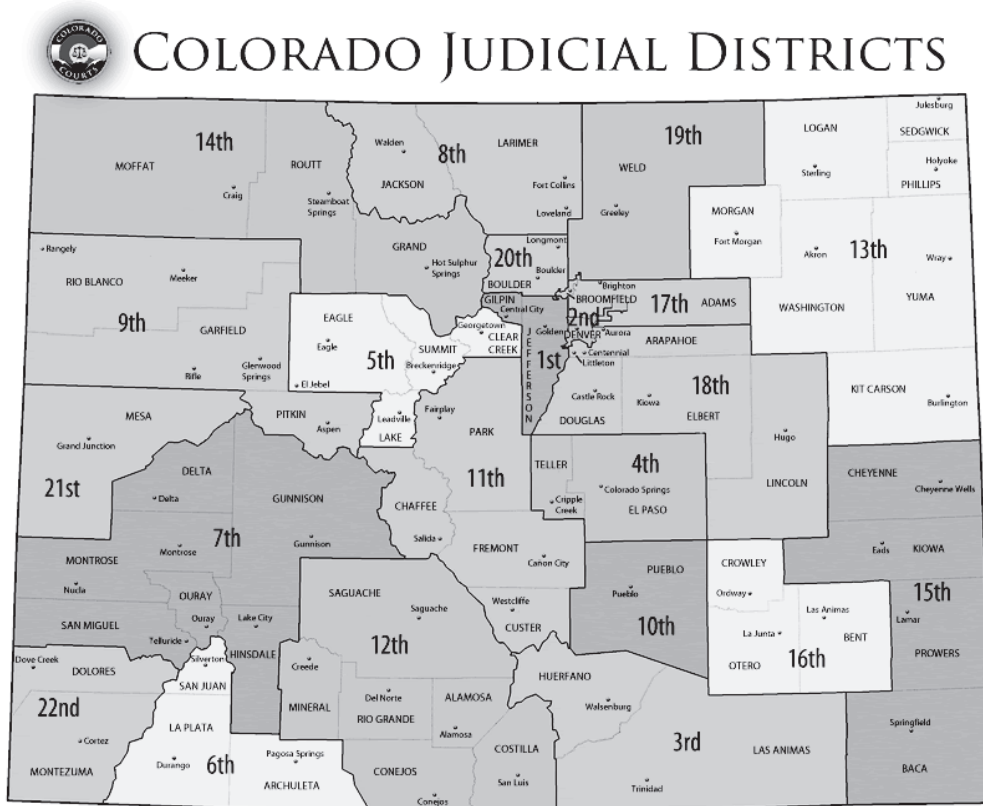 COLORADO COURTS
COLORADO JUDICIAL DISTRICTS
Julesburg
LOGAN
SEDGWICK
19th
14th
Walden
8th
LARIMER
MOFFAT
ROUTT
WELD
Holyoke
Sterling
PHILLIPS
JACKSON
Craig
Fort Collins
Steamboat
Springs
Loveland
Greeley
MORGAN
Fort Morgan
Rangely
GRAND
Longmont
20th
13th
Akron
Wray
Hot Sulphur
Springs
Boulder
RIO BLANCO
Meeker
BOULDER
Brighton
GILPIN
BROOMFIELD
17th
ADAMS
WASHINGTON
YUMA
Central City
9th
EAGLE
Georgetown
2nd
GARFIELD
Golden
DENVER
Aurora
CLEAR
CREEK
ARAPAHOE
Eagle
5th
SUMMIT
JEFFERSON
1st
Centennial
Littleton
Breckenridge
Glenwood
Springs
Rifle
El Jebel
18th
KIT CARSON
Castle Rock
Kiowa
Burlington
MESA
PITKIN
Leadville
Fairplay
DOUGLAS
ELBERT
Aspen
LAKE
PARK
Hugo
Grand Junction
TELLER
4th
DELTA
11th
CHEYENNE
21st
Colorado Springs
LINCOLN
Cheyenne Wells
Delta
GUNNISON
CHAFFEE
Cripple
Creek
EL PASO
7th
Salida
Montrose
Gunnison
FREMONT
Eads
KIOWA
MONTROSE
Canon City
CROWLEY
PUEBLO
Nucla
OURAY
SAGUACHE
Pueblo
Ordway
15th
Westcliffe
Saguache
Las Animas
Lamar
SAN MIGUEL
Ouray
Lake City
CUSTER
10th
La Junta
BENT
Telluride
12th
HINSDALE
PROWERS
Dove Creek
Silverton
Creede
OTERO
16th
DOLORES
SAN JUAN
HUERFANO
Del Norte
ALAMOSA
22nd
MINERAL
RIO GRANDE
Walsenburg
LA PLATA
Alamosa
Springfield
Cortez
3rd
COSTILLA
LAS ANIMAS
Pagosa Springs
Durango
6th
MONTEZUMA
CONEJOS
BACA
ARCHULETA
San Luis
Trinidad
Conejos